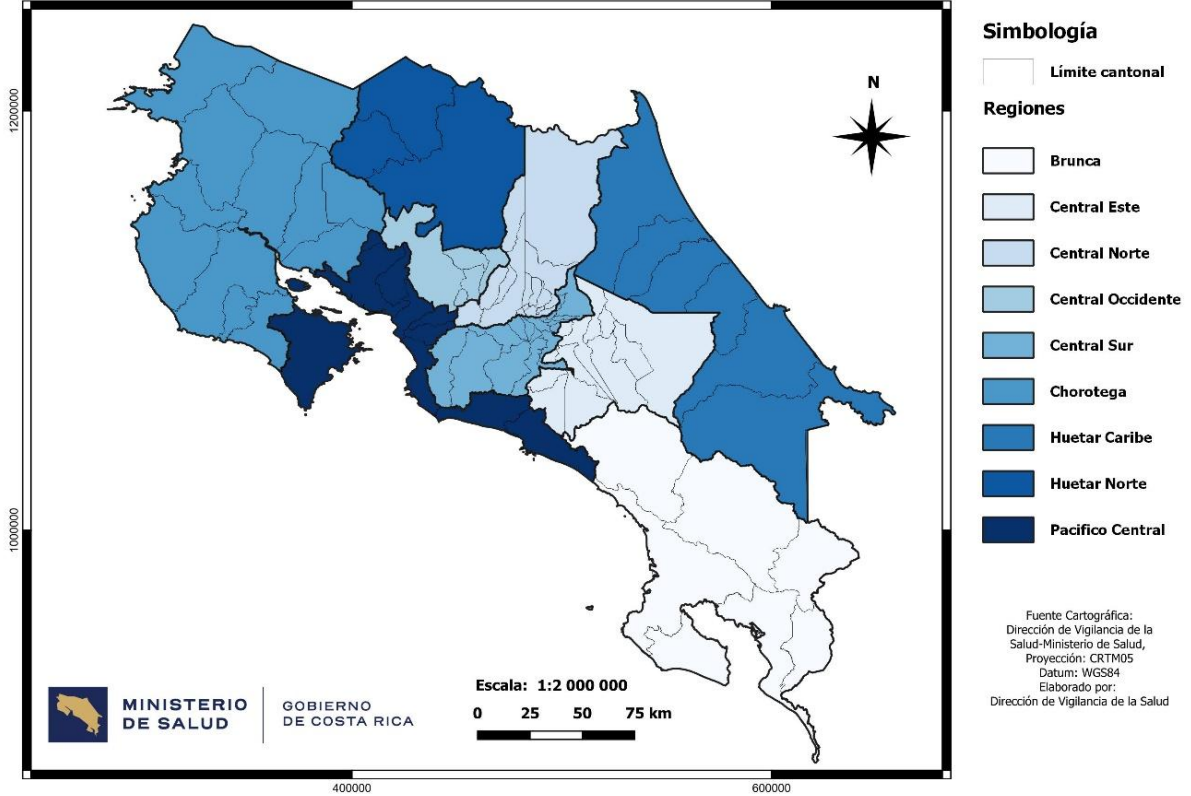 Simbología
Límite cantonal
Regiones
Brunca
Central Este
Central Norte
Central Occidente
Central Sur
Chorotega
Huetar Caribe
Huetar Norte
Pacifico Central
N
1200000
1000000
400000
600000
Escala: 1:2 000 000
0 25 50 75 km
MINISTERIO
DE SALUD
GOBIERNO
DE COSTA RICA
Fuente Cartográfica:
Dirección de Vigilancia de la
Salud-Ministerio de Salud,
Proyección: CRTM05
Datum: WGS84
Elaborado por:
Dirección de Vigilancia de la Salud